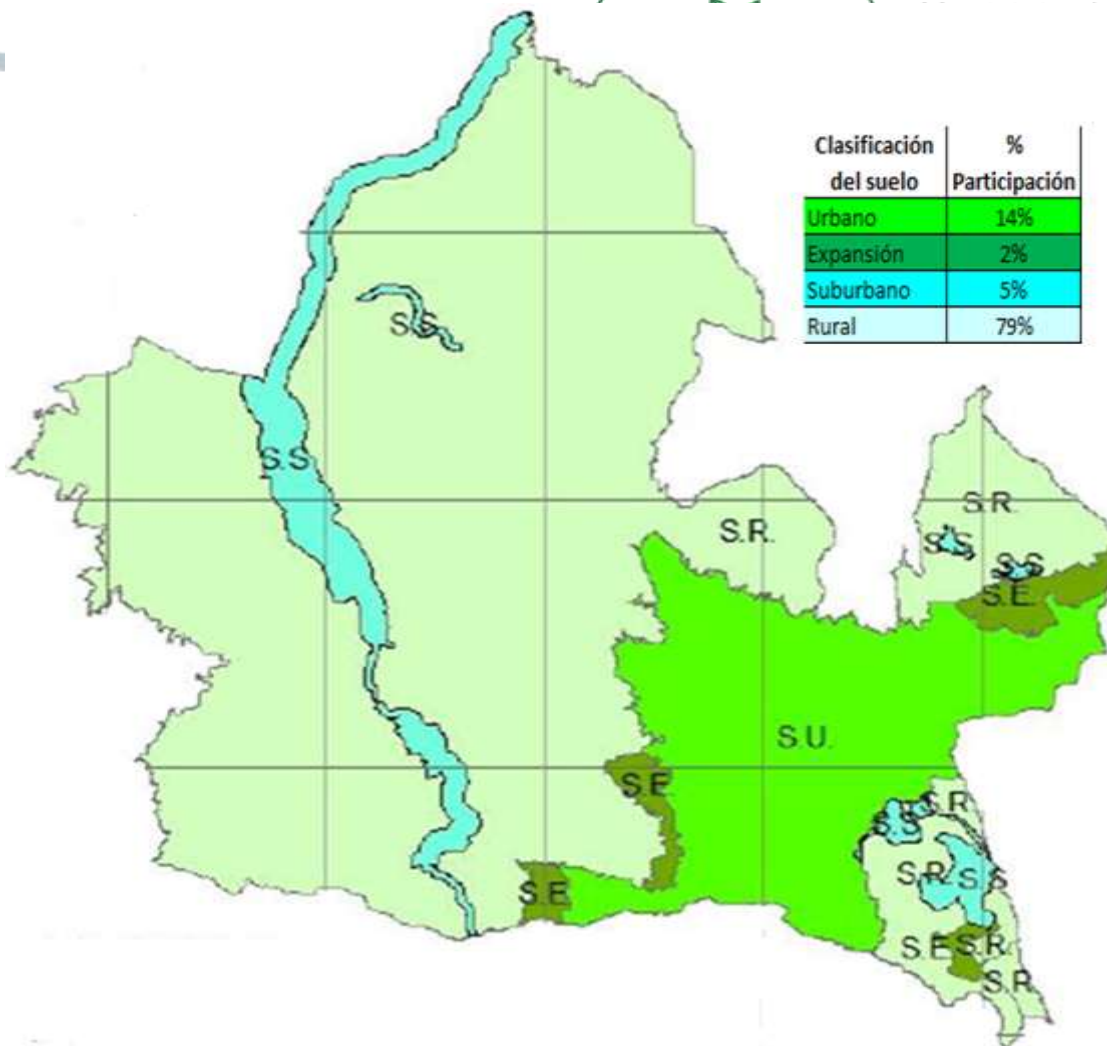 Clasificación %
del suelo Participación
Urbano 14%
Expansión 2%
Suburbano 5%
Rural 79%
S.S
S.S
S.R.
S.R.
S.S
S.S
S.E.
S.U.
S.E
S.R
S.S
S.R.
S.S
S.E
S.E
S.R.
S.R